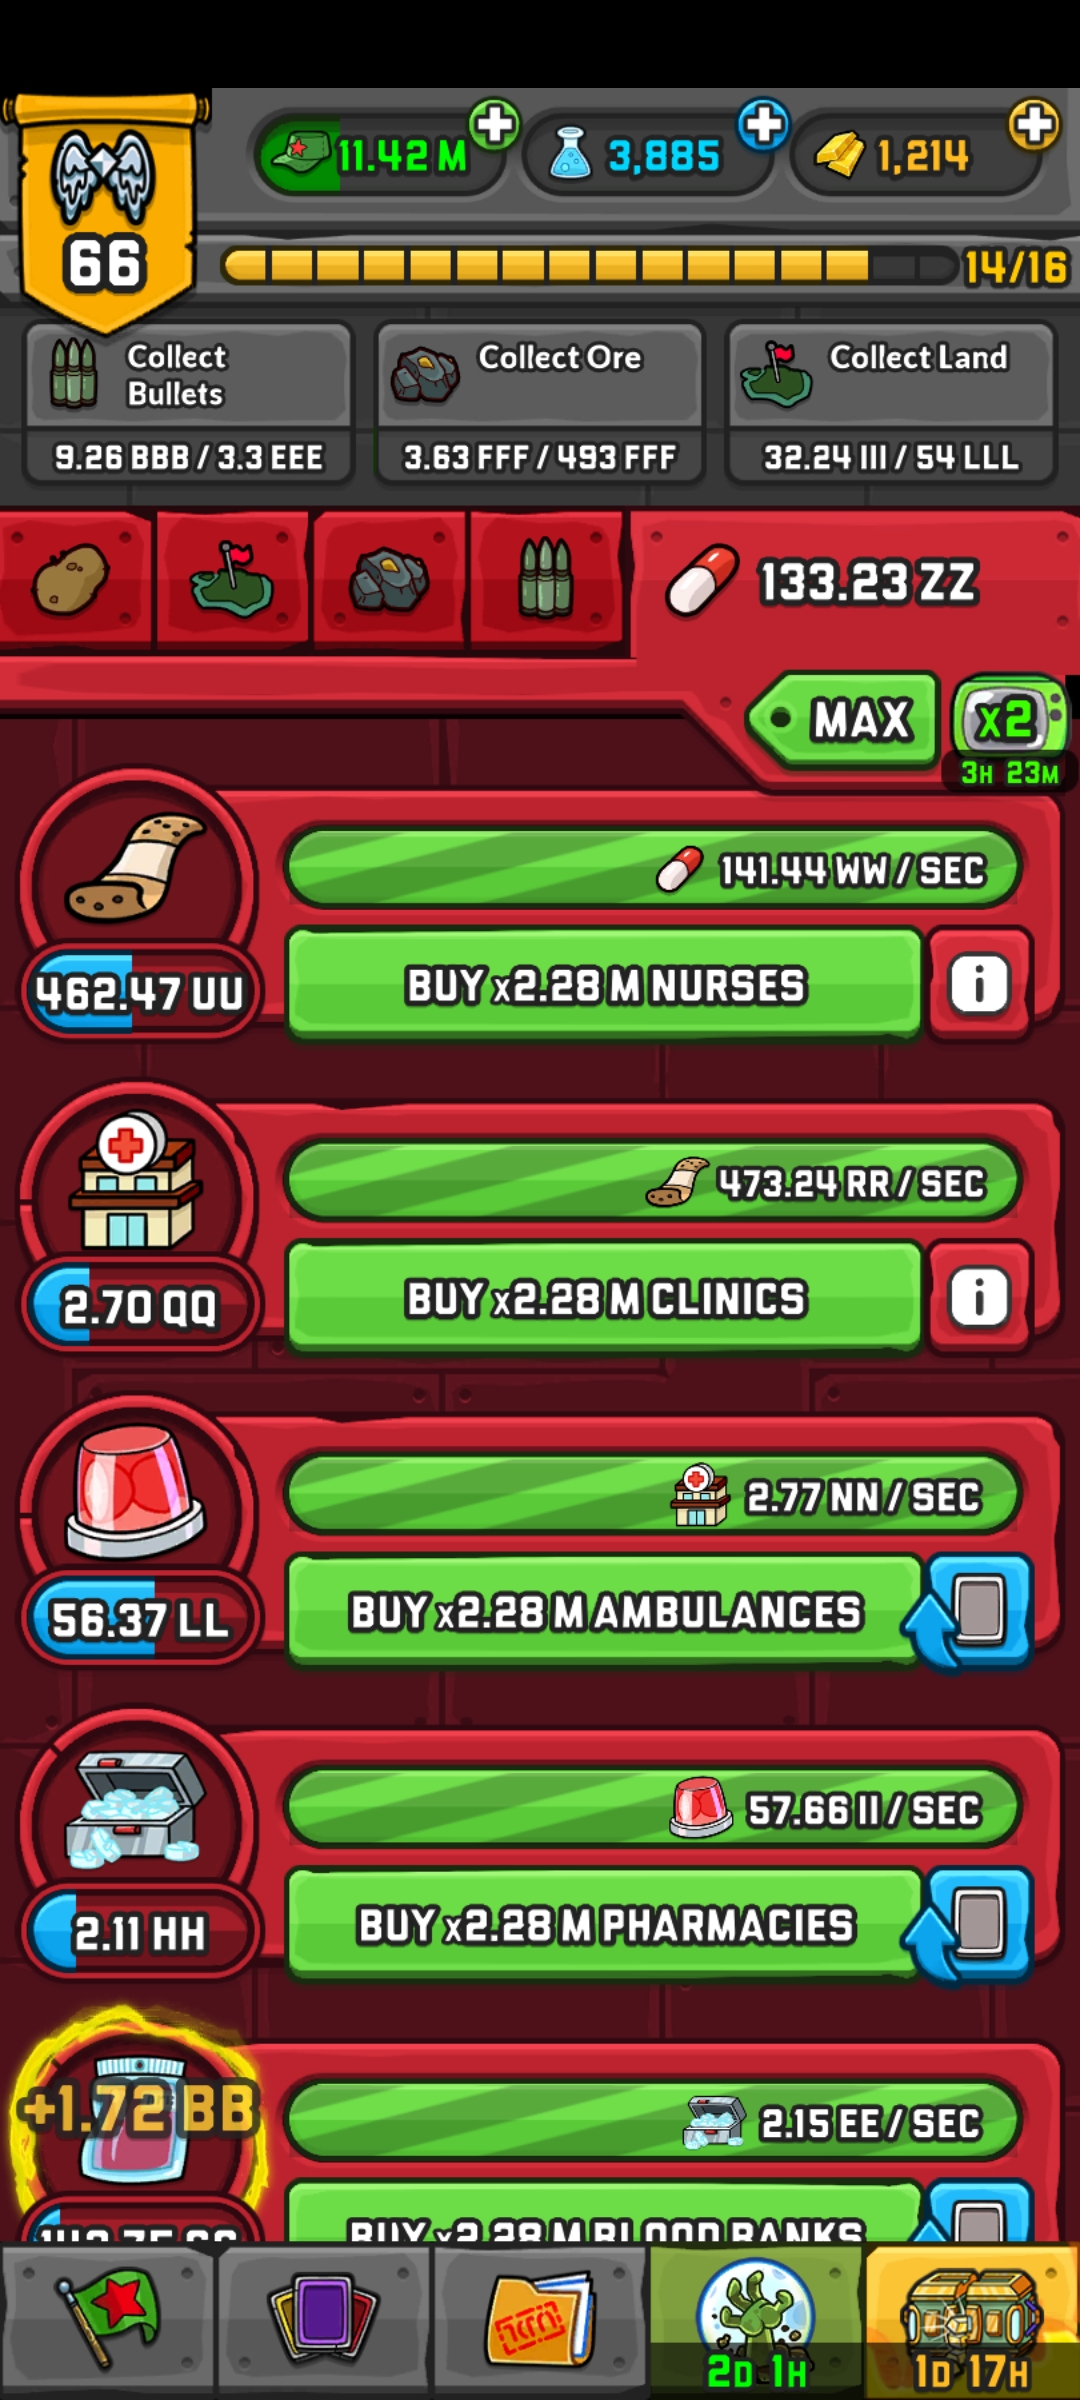 11.42 M
3,885
1,214
66
14/16
Collect
Bullets
9.26 BBB / 3.3 EEE
Collect Ore
3.63 FFF / 493 FFF
Collect Land
32.24 III / 54 LLL
133.23 ZZ
MAX
x2
3H 23M
141.44 WW / SEC
462.47 UU
BUY x2.28 M NURSES
i
473.24 RR / SEC
2.70 QQ
BUY x2.28 M CLINICS
i
2.77 NN / SEC
56.37 LL
BUY x2.28 M AMBULANCES
57.66 II / SEC
2.11 HH
BUY x2.28 M PHARMACIES
+1.72 BB
2.15 EE / SEC
BUY x2.28 M BLOOD BANKS
2D 1H
1D 17H